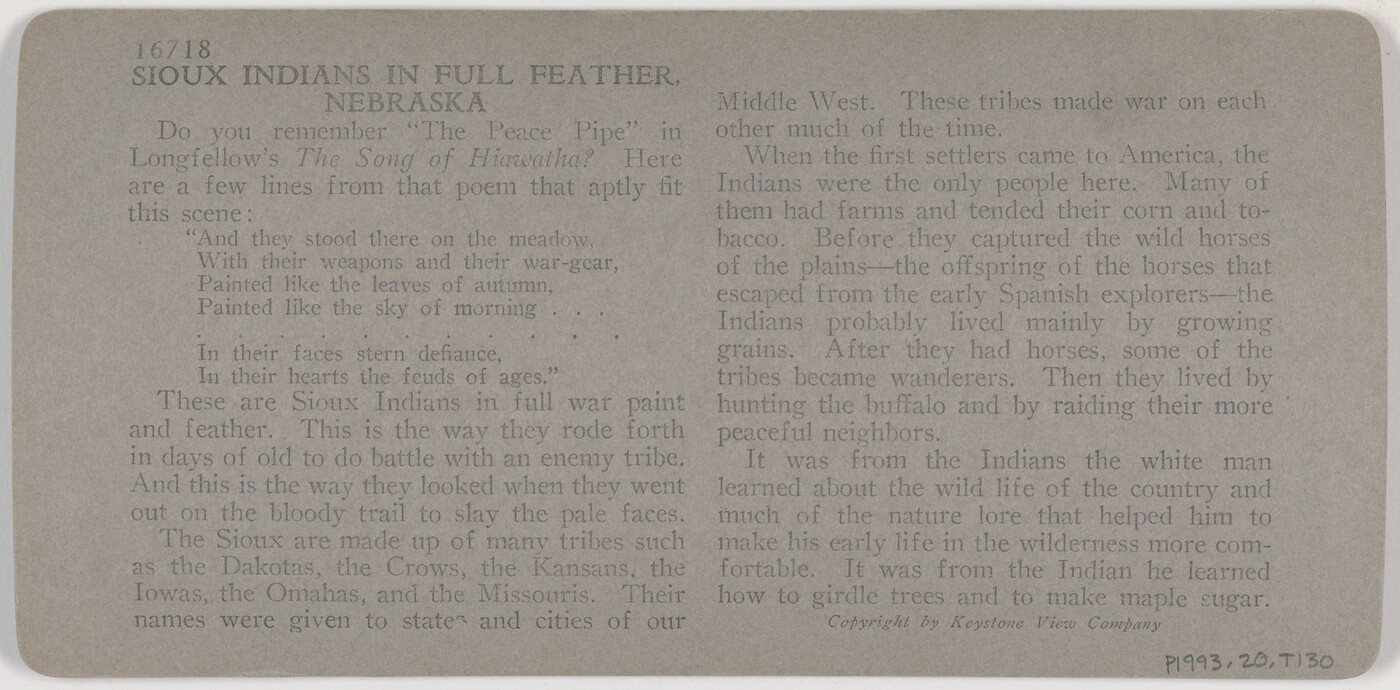 16718
SIOUX INDIANS IN FULL FEATHER,
NEBRASKA
Do you remember "The Peace Pipe" in
Longfellow's The Song of Hiawatha? Here
are a few lines from that poem that aptly fit
this scene:
"And they stood there on the meadow,
With their weapons and their war-gear,
Painted like the leaves of autumn,
Painted like the sky of morning . . .
. . . . . . . . . .
In their faces stern defiance,
In their hearts the feuds of ages."
These are Sioux Indians in full war paint
and feather. This is the way they rode forth
in days of old to do battle with an enemy tribe.
And this is the way they looked when they went
out on the bloody trail to slay the pale faces.
The Sioux are made up of many tribes such
as the Dakotas, the Crows, the Kansans, the
Iowas, the Omahas, and the Missouris. Their
names were given to states and cities of our
Middle West. These tribes made war on each
other much of the time.
When the first settlers came to America, the
Indians were the only people here. Many of
them had farms and tended their corn and to-
bacco. Before they captured the wild horses
of the plains—the offspring of the horses that
escaped from the early Spanish explorers—the
Indians probably lived mainly by growing
grains. After they had horses, some of the
tribes became wanderers. Then they lived by
hunting the buffalo and by raiding their more
peaceful neighbors.
It was from the Indians the white man
learned about the wild life of the country and
much of the nature lore that helped him to
make his early life in the wilderness more com-
fortable. It was from the Indian he learned
how to girdle trees and to make maple sugar.
Copyright by Keystone View Company
P1993.20.T130